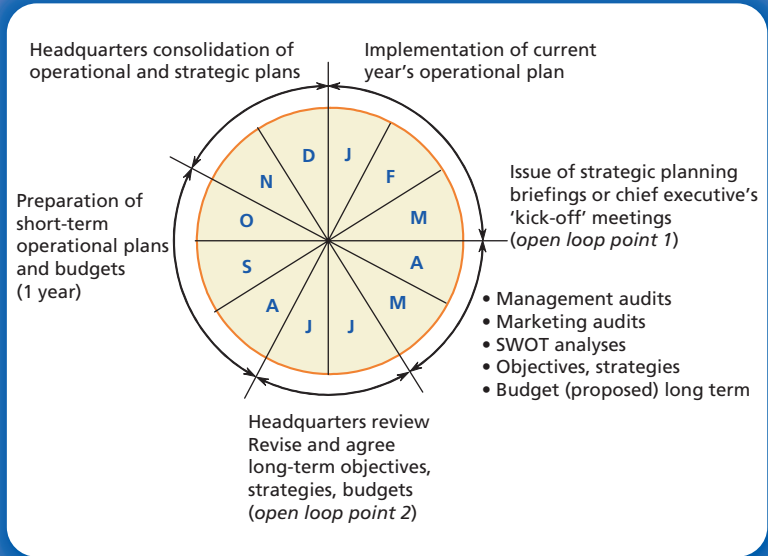 Headquarters consolidation of
operational and strategic plans
Implementation of current
year's operational plan
D
J
N
F
O
M
S
A
A
M
J
J
Issue of strategic planning
briefings or chief executive's
'kick-off' meetings
(open loop point 1)
Preparation of
short-term
operational plans
and budgets
(1 year)
• Management audits
• Marketing audits
• SWOT analyses
• Objectives, strategies
• Budget (proposed) long term
Headquarters review
Revise and agree
long-term objectives,
strategies, budgets
(open loop point 2)